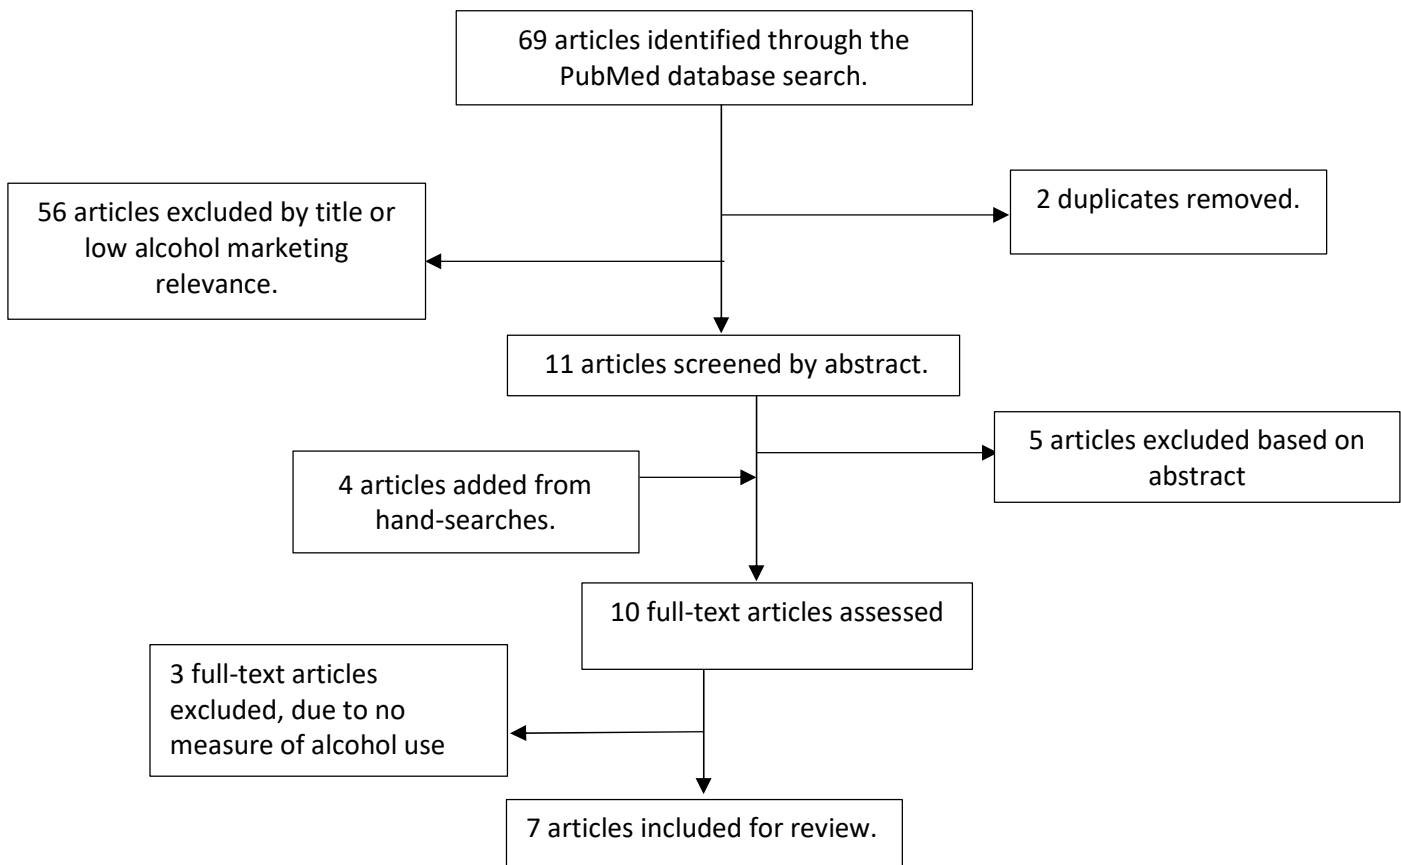 69 articles identified through the
PubMed database search.
2 duplicates removed.
56 articles excluded by title or
low alcohol marketing
relevance.
11 articles screened by abstract.
5 articles excluded based on
abstract
4 articles added from
hand-searches.
10 full-text articles assessed
3 full-text articles
excluded, due to no
measure of alcohol use
7 articles included for review.